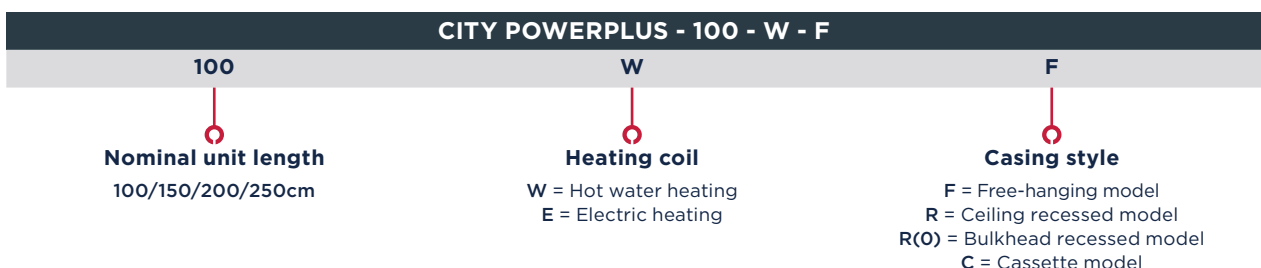 CITY POWERPLUS - 100 - W - F
100 W F
Nominal unit length
100/150/200/250cm
Heating coil
W = Hot water heating
E = Electric heating
Casing style
F = Free-hanging model
R = Ceiling recessed model
R(0) = Bulkhead recessed model
C = Cassette model